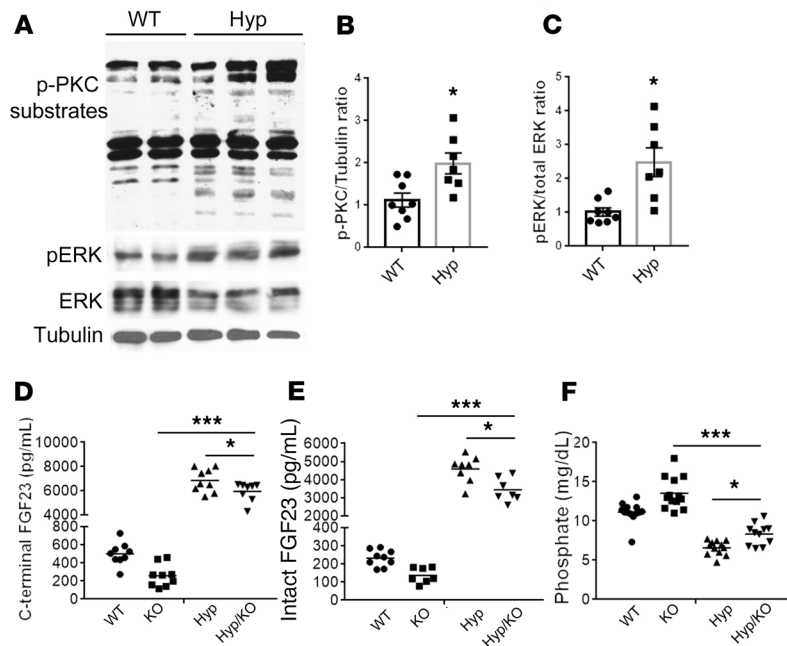 A
WT Hyp
p-PKC
substrates
pERK
ERK
Tubulin
B
*
p-PKC/Tubulin ratio
4
3
2
1
0
WT
Hyp
C
*
pERK/total ERK ratio
5
4
3
2
1
0
WT
Hyp
D
***
*
C-terminal FGF23 (pg/mL)
10000
8000
6000
4000
800
600
400
200
0
WT
KO
Hyp
Hyp/KO
E
***
*
Intact FGF23 (pg/mL)
6000
5000
4000
3000
2000
400
300
200
100
0
WT
KO
Hyp
Hyp/KO
F
***
*
Phosphate (mg/dL)
20
15
10
5
0
WT
KO
Hyp
Hyp/KO